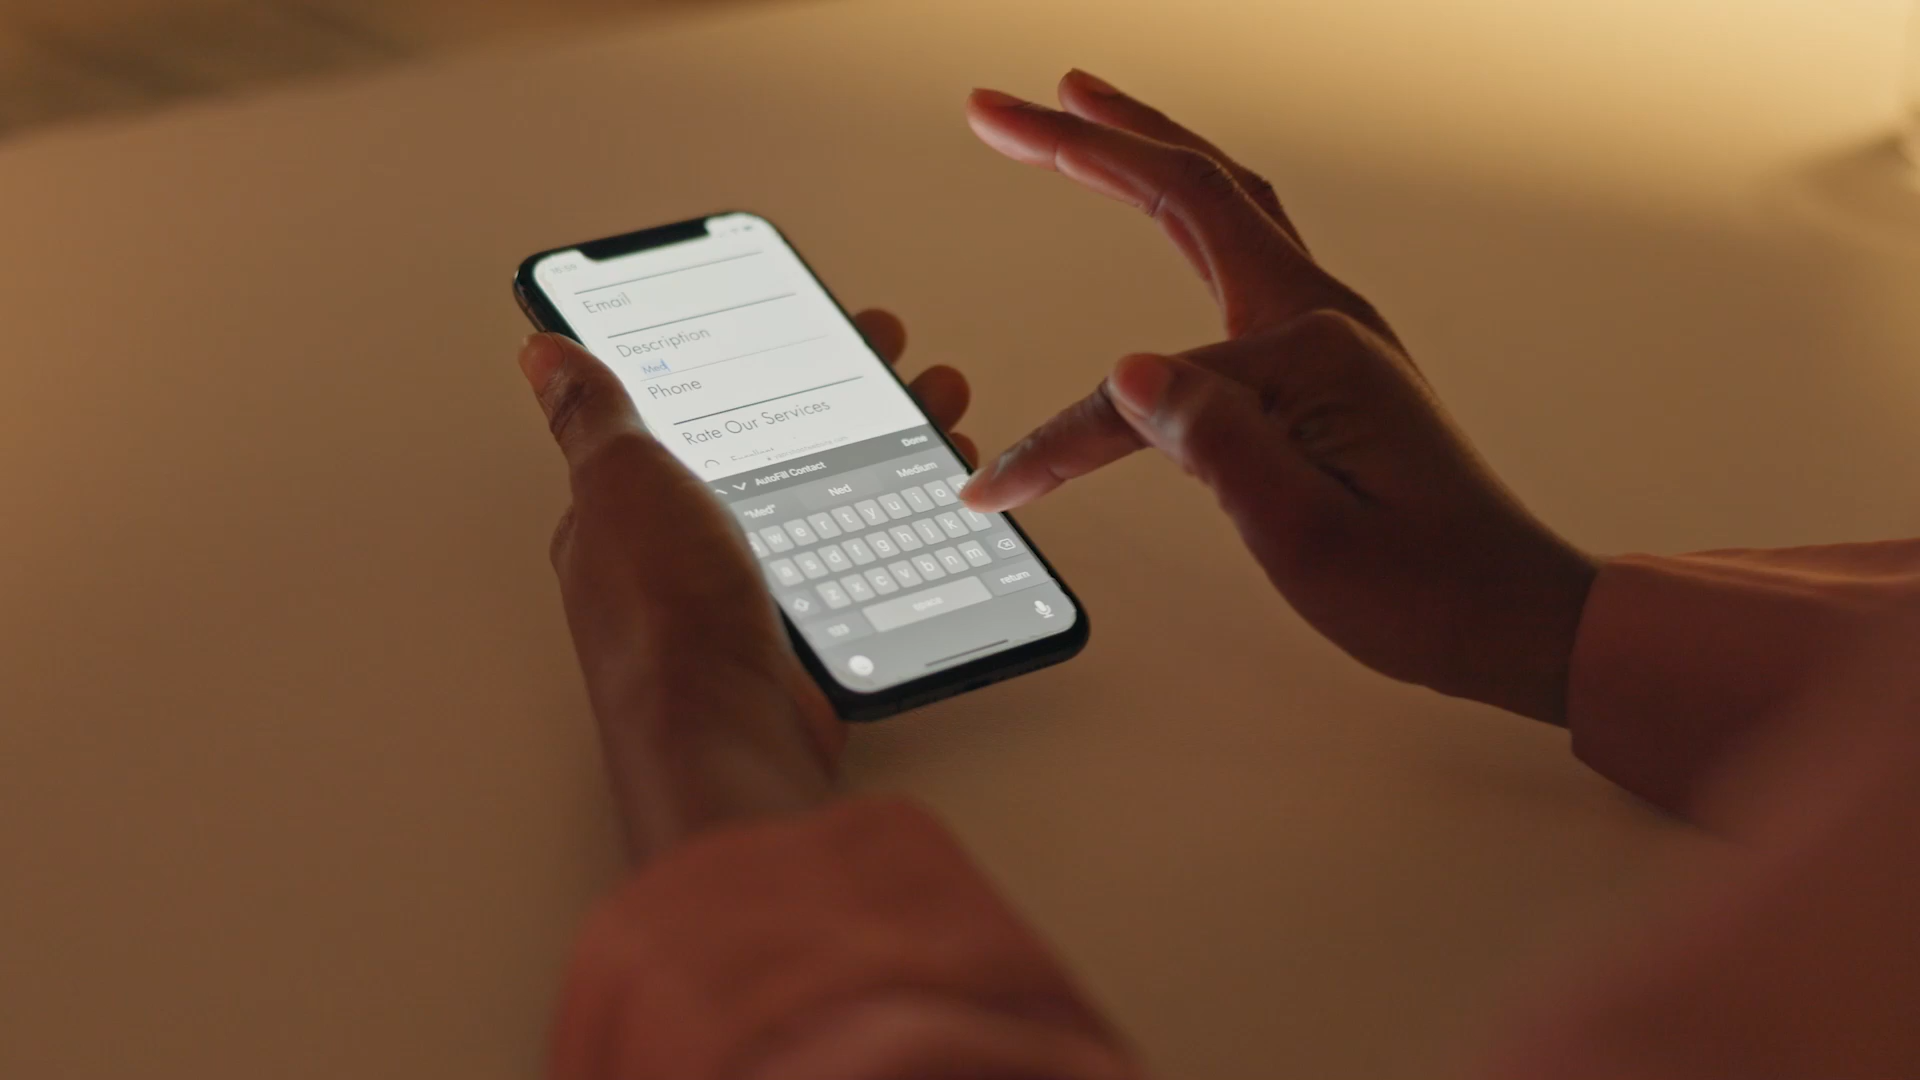 Email
Description
Med
Phone
Rate Our Services
AutoFill Contact Done
"Med" Ned Medium
w e r t y u i o
a s d f g h j k l
z x c v b n m
space return